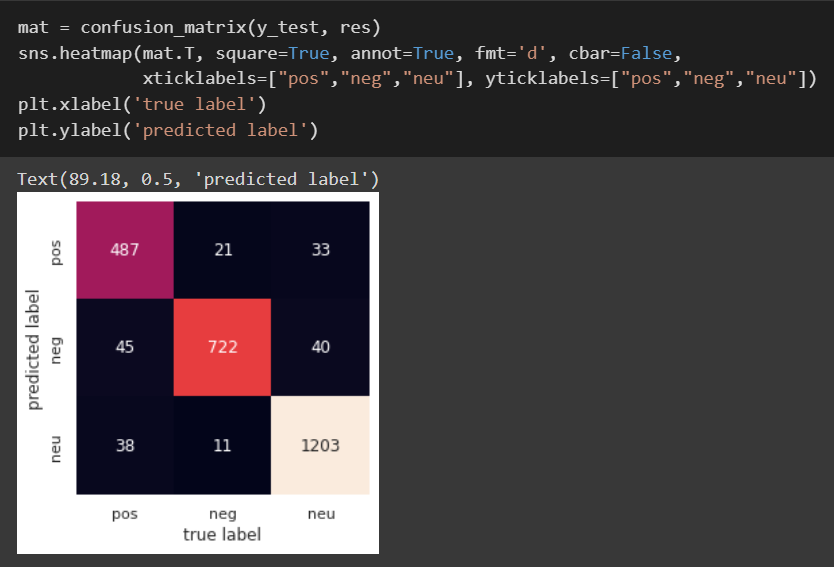 mat = confusion_matrix(y_test, res)
sns.heatmap(mat.T, square=True, annot=True, fmt='d', cbar=False,
            xticklabels=["pos","neg","neu"], yticklabels=["pos","neg","neu"])
plt.xlabel('true label')
plt.ylabel('predicted label')
Text(89.18, 0.5, 'predicted label')
predicted label
pos 487 21 33
neg 45 722 40
neu 38 11 1203
pos neg neu
true label